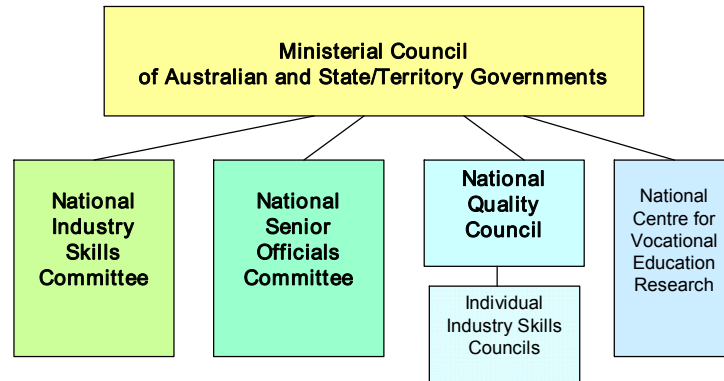 Ministerial Council
of Australian and State/Territory Governments
National
Industry
Skills
Committee
National
Senior
Officials
Committee
National
Quality
Council
Individual
Industry Skills
Councils
National
Centre for
Vocational
Education
Research